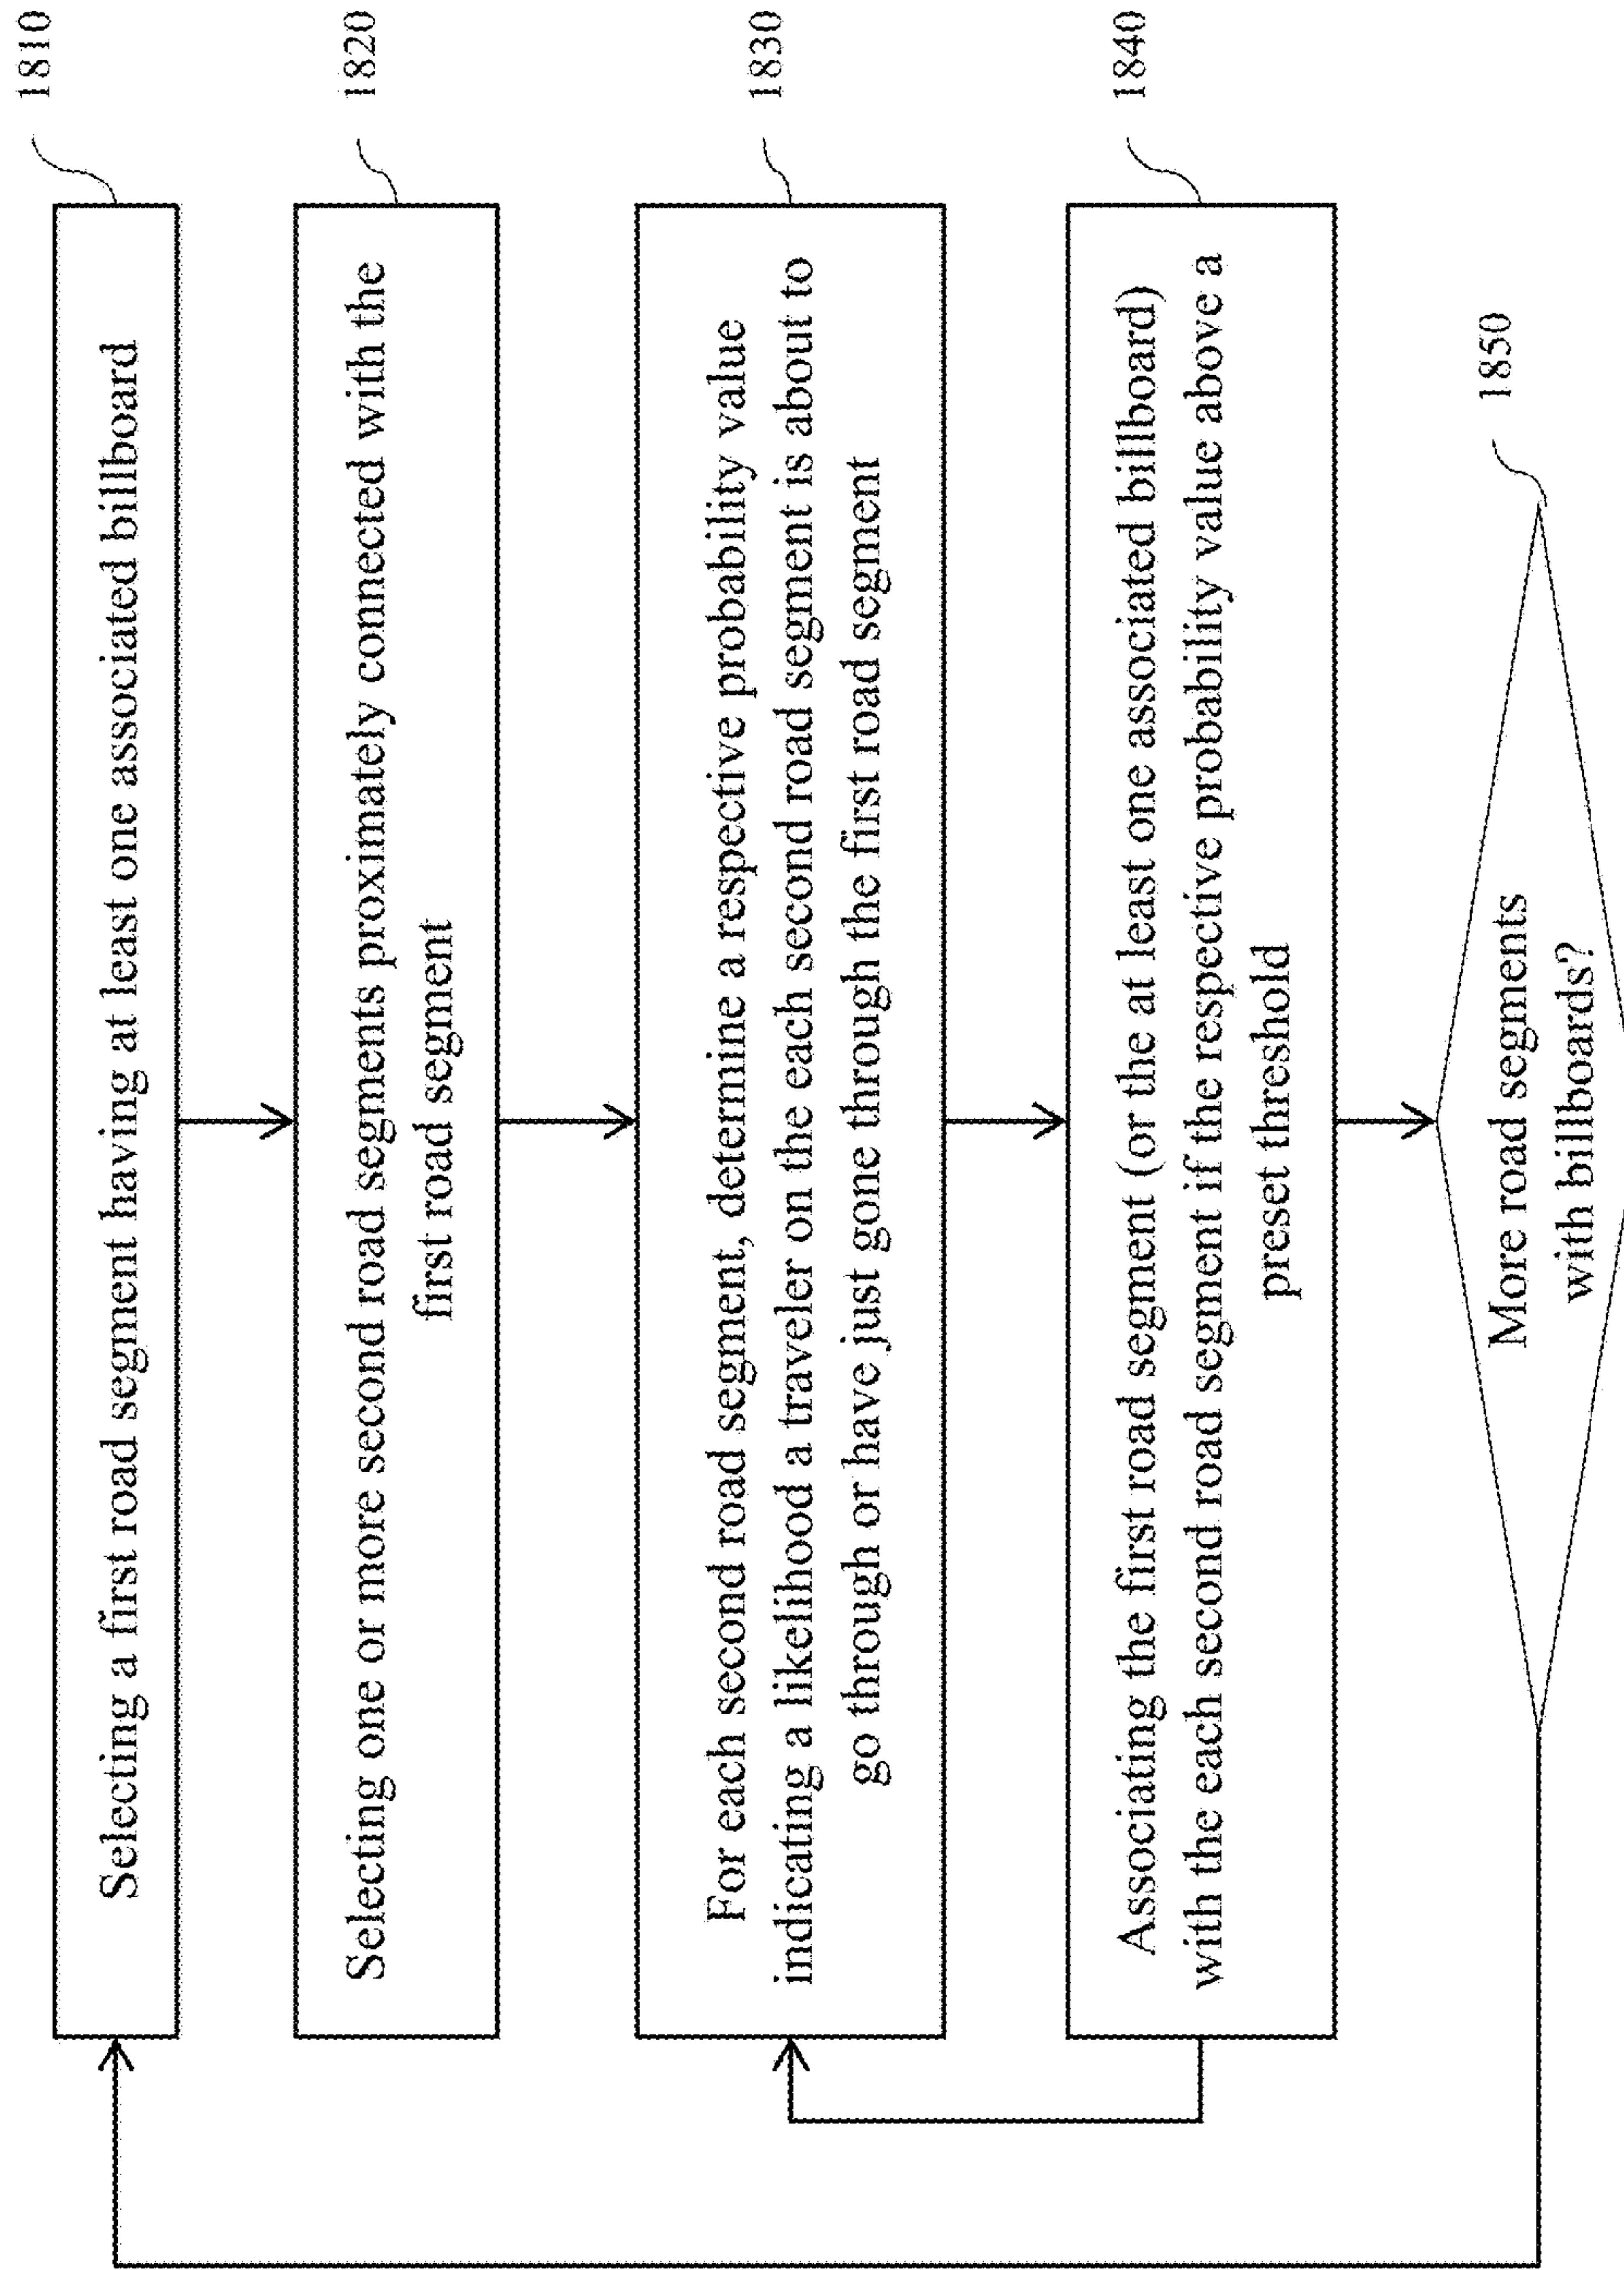 1810
Selecting a first road segment having at least one associated billboard
1820
Selecting one or more second road segments proximately connected with the
first road segment
1830
For each second road segment, determine a respective probability value
indicating a likelihood a traveler on the each second road segment is about to
go through or have just gone through the first road segment
1840
Associating the first road segment (or the at least one associated billboard)
with the each second road segment if the respective probability value above a
preset threshold
1850
More road segments
with billboards?